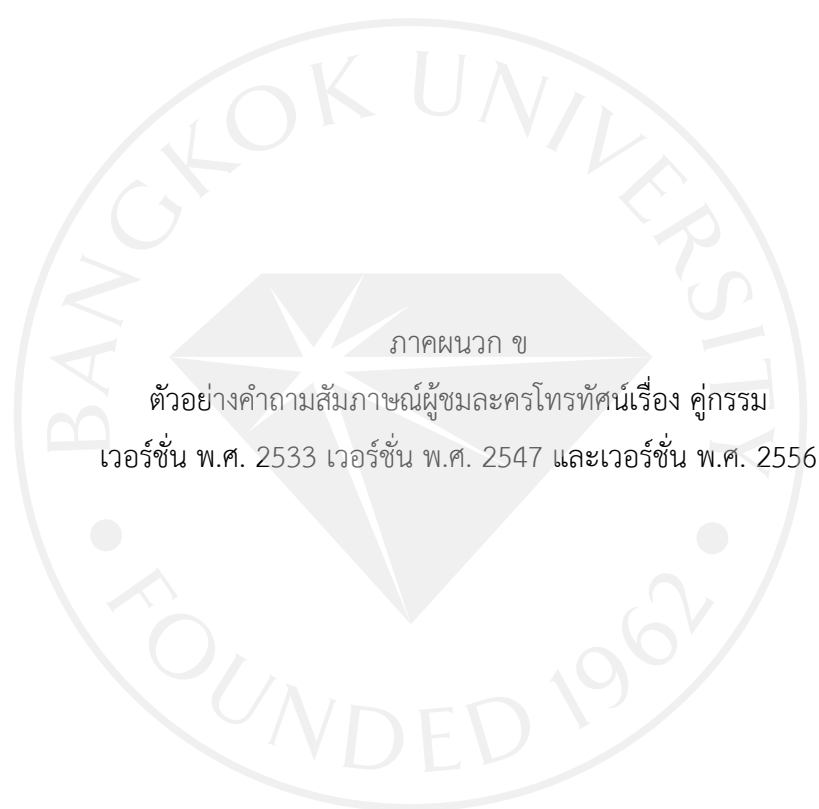 BANGKOK UNIVERSITY
ภาคผนวก ข
ตัวอย่างคำถามสัมภาษณ์ผู้ชมละครโทรทัศน์เรื่อง คู่กรรม
เวอร์ชั่น พ.ศ. 2533 เวอร์ชั่น พ.ศ. 2547 และเวอร์ชั่น พ.ศ. 2556
FOUNDED 1962